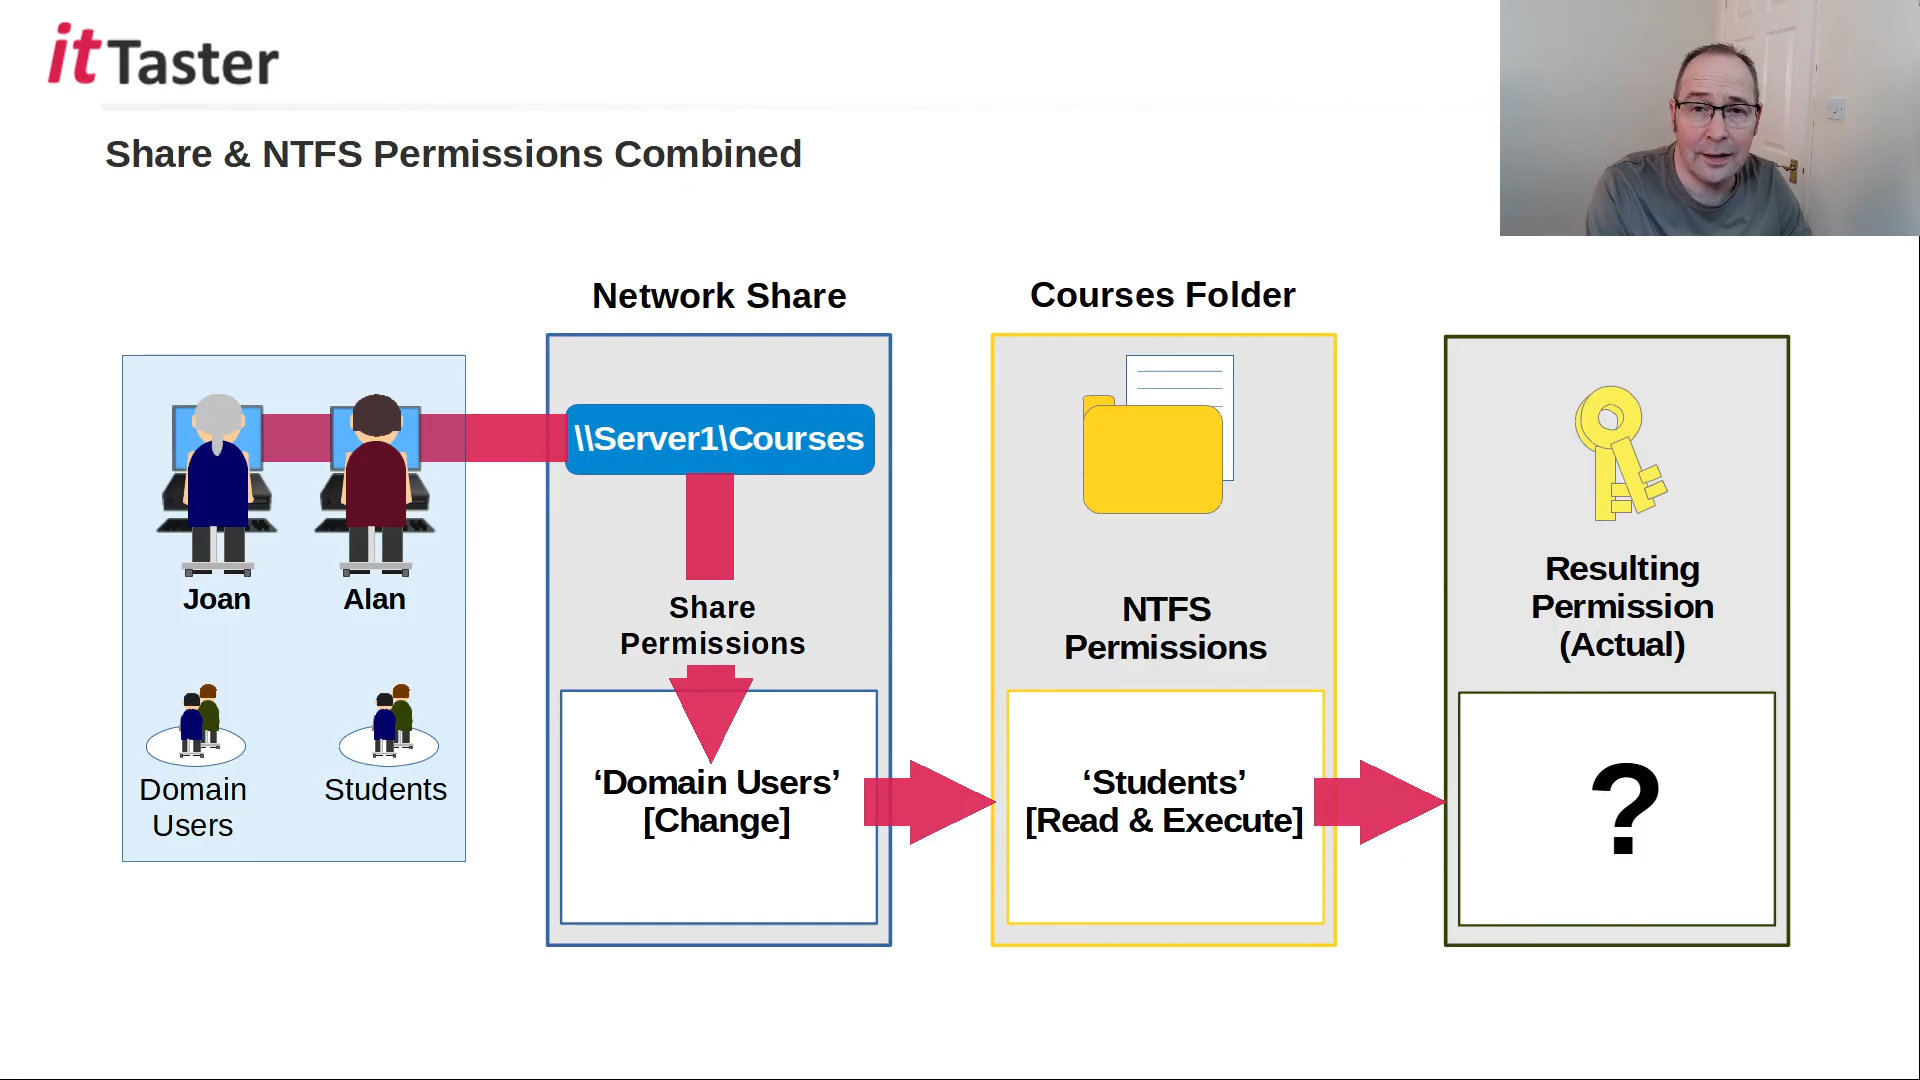 itTaster
Share & NTFS Permissions Combined
Network Share
Courses Folder
\\Server1\Courses
Joan
Alan
Domain
Users
Students
Share
Permissions
‘Domain Users’
[Change]
NTFS
Permissions
‘Students’
[Read & Execute]
Resulting
Permission
(Actual)
?